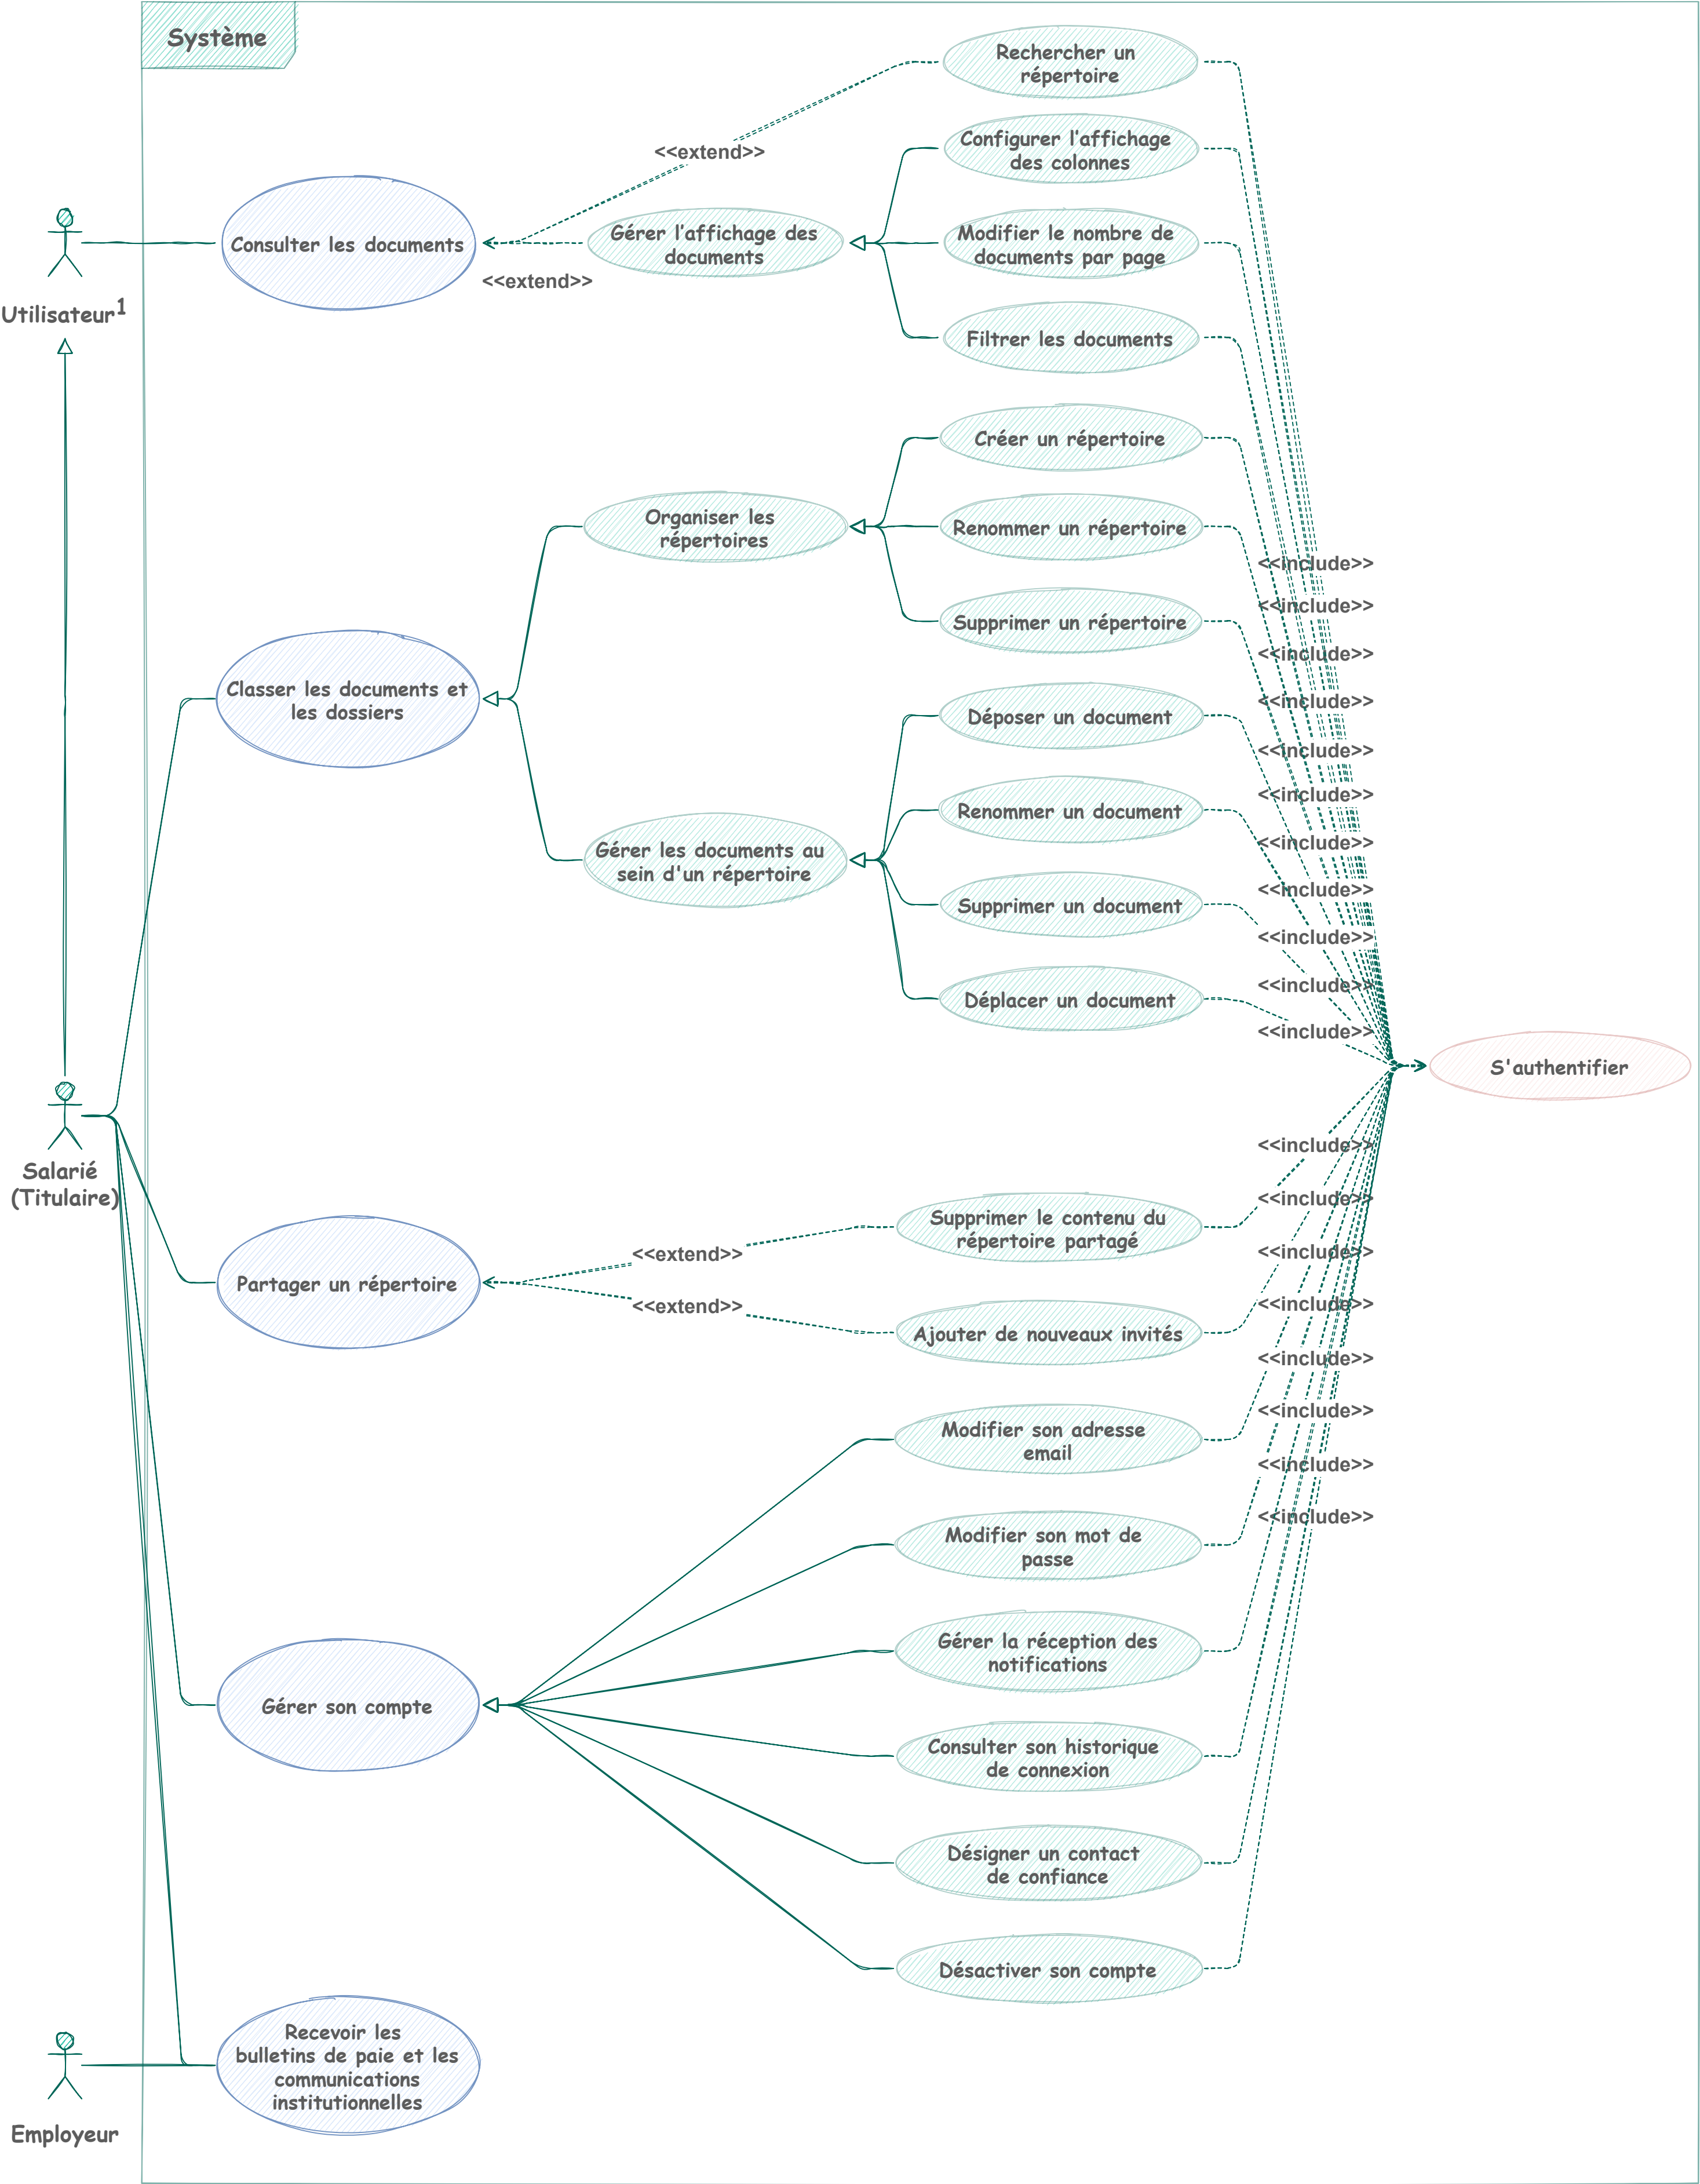 Système
Rechercher un
répertoire
Configurer l'affichage
des colonnes
<<extend>>
Utilisateur1
Consulter les documents
Gérer l'affichage des
documents
<<extend>>
Modifier le nombre de
documents par page
Filtrer les documents
Créer un répertoire
Organiser les
répertoires
Renommer un répertoire
Supprimer un répertoire
Classer les documents et
les dossiers
Déposer un document
Renommer un document
Gérer les documents au
sein d'un répertoire
Supprimer un document
Déplacer un document
<<include>>
<<include>>
<<include>>
<<include>>
<<include>>
<<include>>
<<include>>
<<include>>
<<include>>
<<include>>
<<include>>
S'authentifier
Salarié
(Titulaire)
Partager un répertoire
<<extend>>
<<extend>>
Supprimer le contenu du
répertoire partagé
Ajouter de nouveaux invités
<<include>>
<<include>>
<<include>>
<<include>>
<<include>>
<<include>>
<<include>>
<<include>>
Modifier son adresse
email
Modifier son mot de
passe
Gérer la réception des
notifications
Gérer son compte
Consulter son historique
de connexion
Désigner un contact
de confiance
Désactiver son compte
Employeur
Recevoir les
bulletins de paie et les
communications
institutionnelles